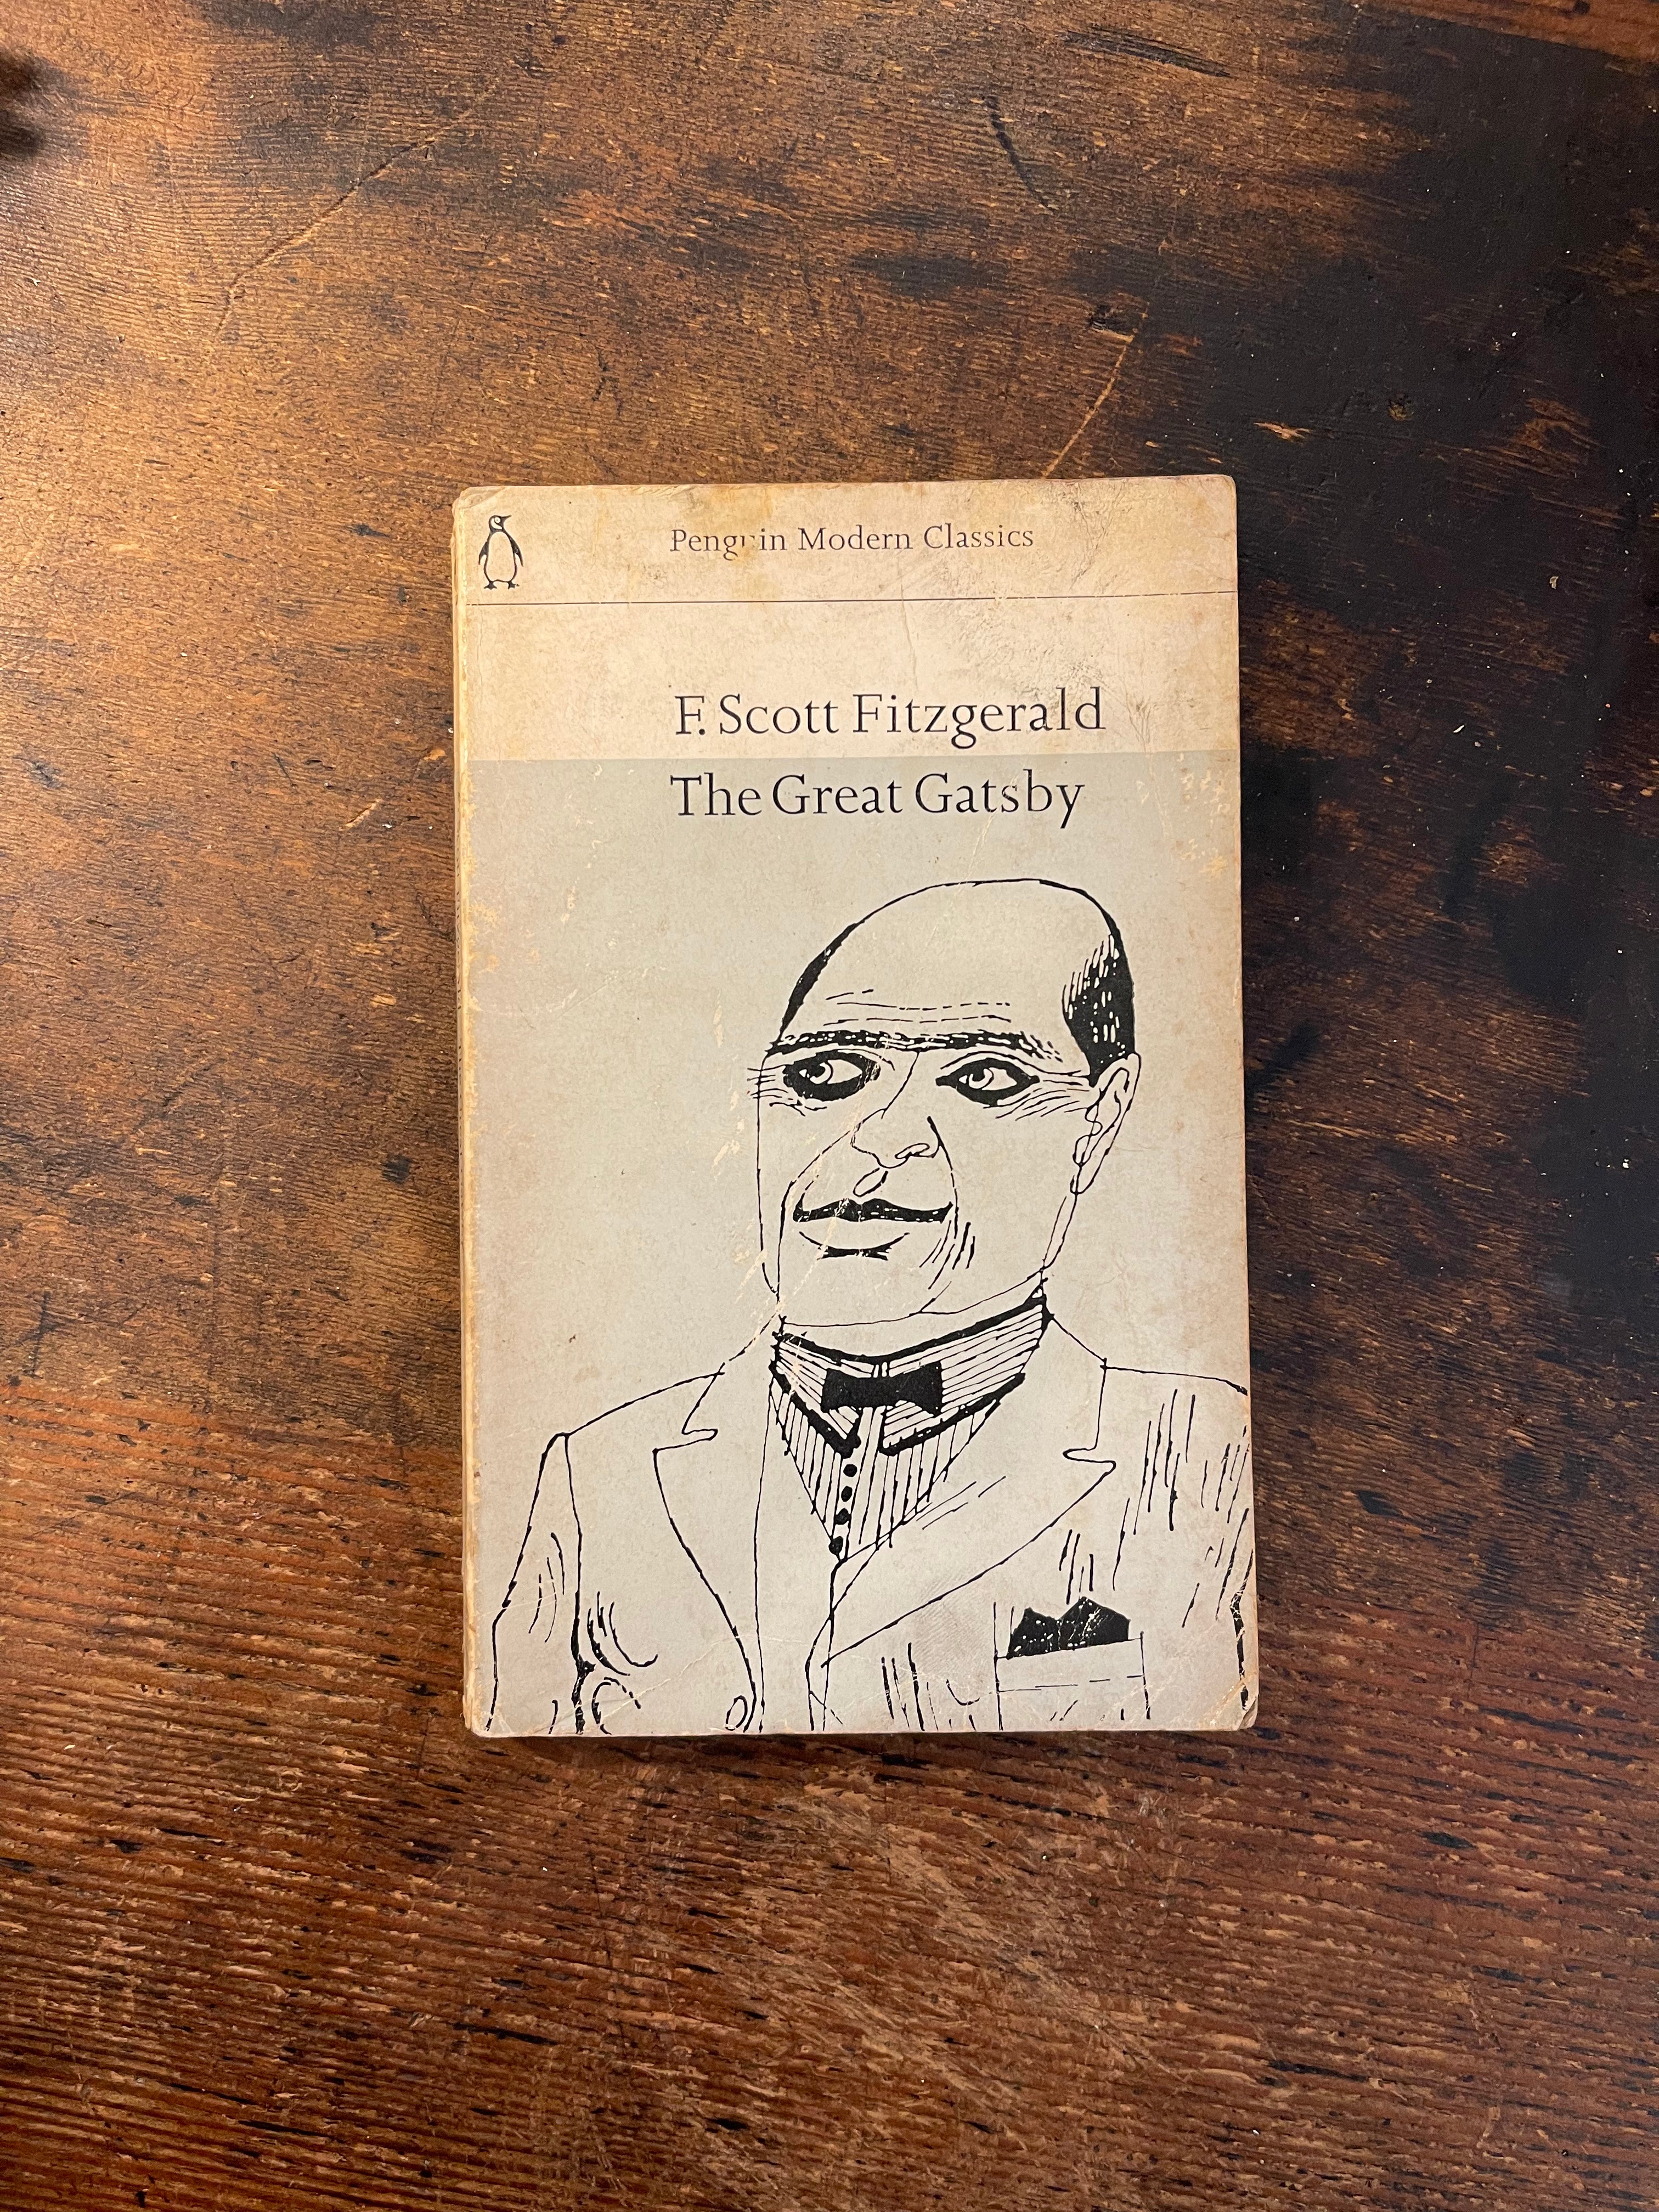 Penguin Modern Classics
F. Scott Fitzgerald
The Great Gatsby